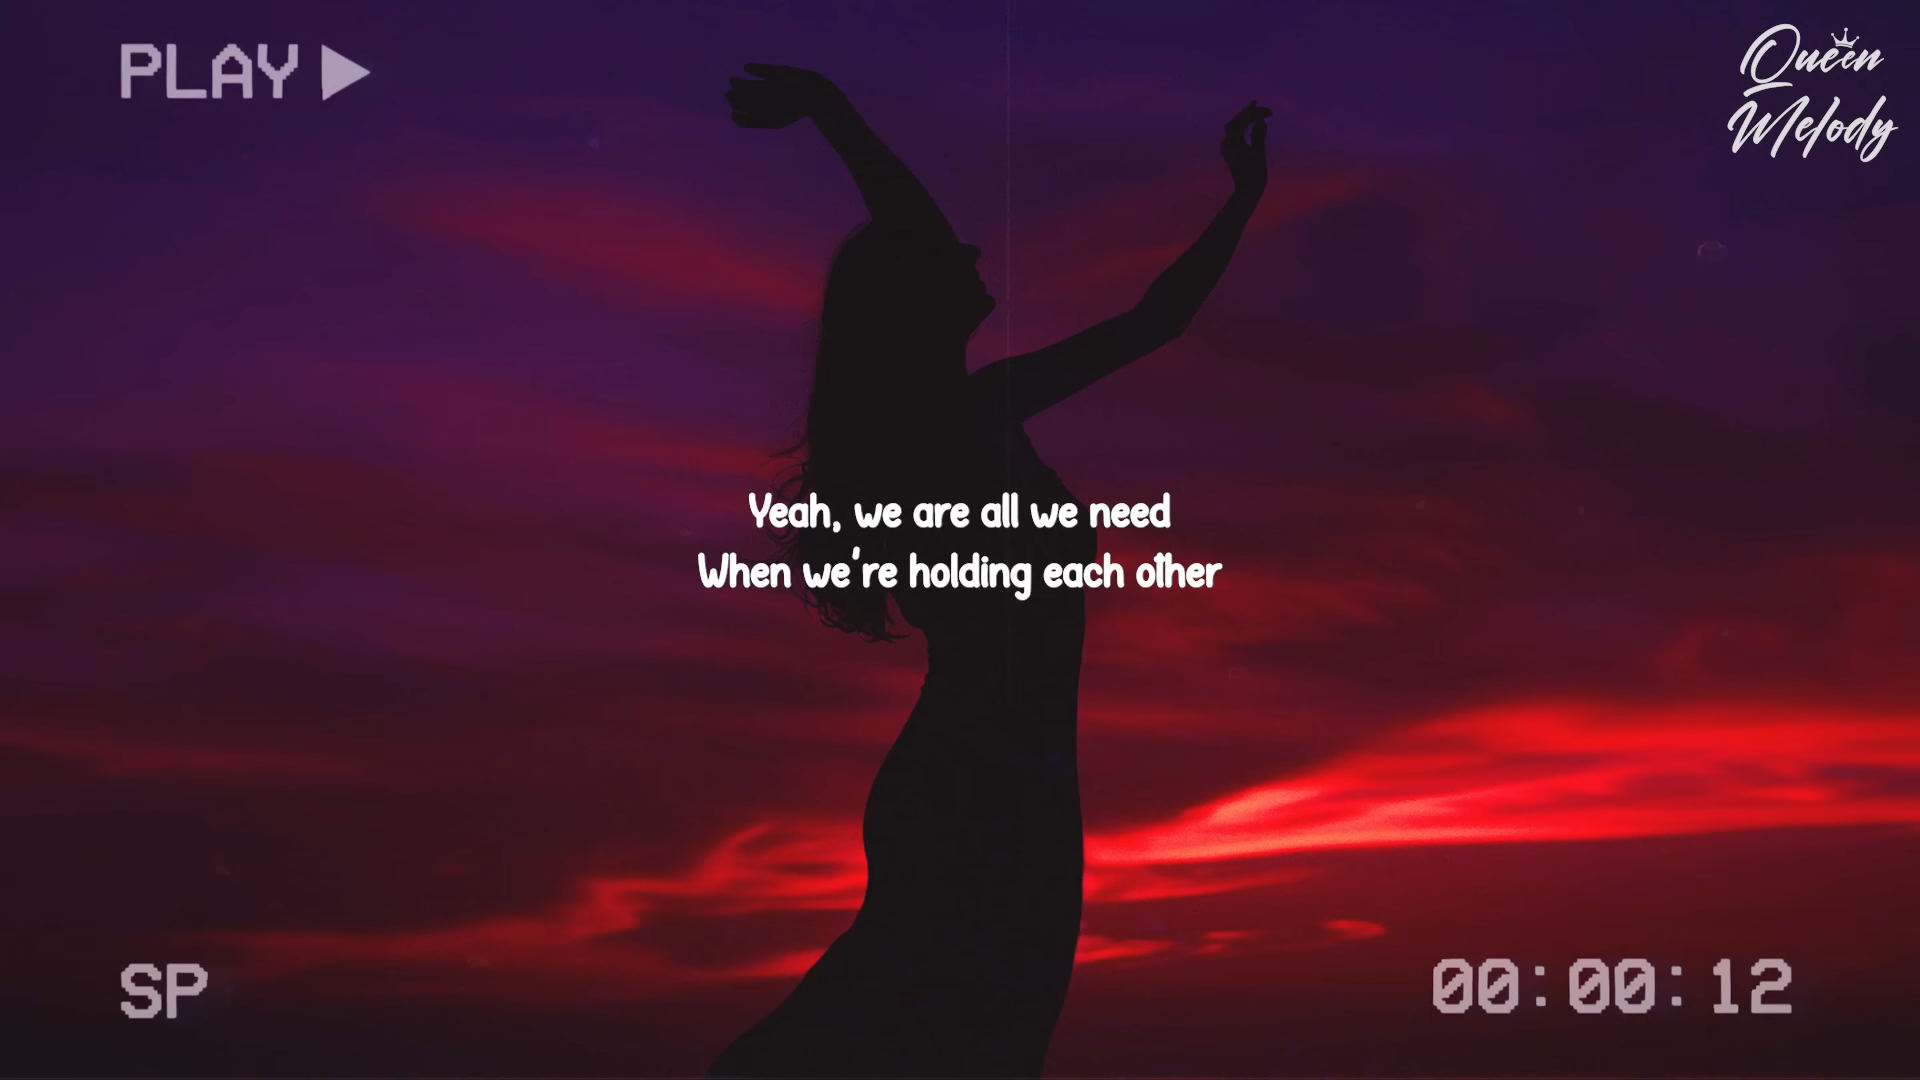 PLAY
Queen
Melody
Yeah, we are all we need
When we're holding each other
SP
00:00:12